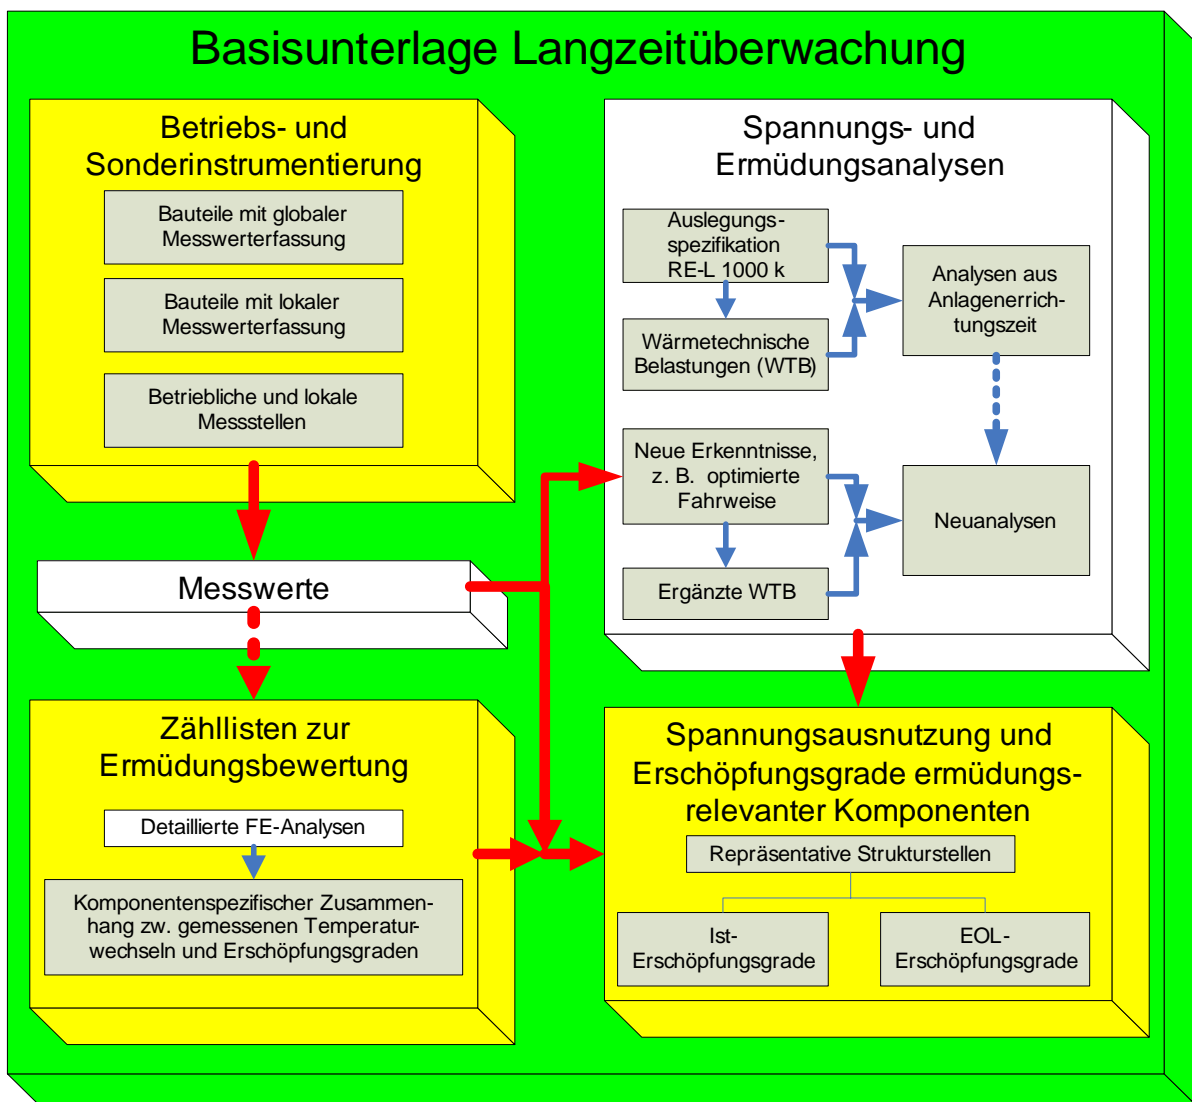 Basisunterlage Langzeitüberwachung
Betriebs- und
Sonderinstrumentierung
Bauteile mit globaler
Messwerterfassung
Bauteile mit lokaler
Messwerterfassung
Betriebliche und lokale
Messstellen
Messwerte
Zähllisten zur
Ermüdungsbewertung
Detaillierte FE-Analysen
Komponentenspezifischer Zusammen-
hang zw. gemessenen Temperatur-
wechseln und Erschöpfungsgraden
Spannungs- und
Ermüdungsanalysen
Auslegungs-
spezifikation
RE-L 1000 k
Wärmetechnische
Belastungen (WTB)
Analysen aus
Anlagenerrich-
tungszeit
Neue Erkenntnisse,
z. B. optimierte
Fahrweise
Ergänzte WTB
Neuanalysen
Spannungsausnutzung und
Erschöpfungsgrade ermüdungs-
relevanter Komponenten
Repräsentative Strukturstellen
Ist-
Erschöpfungsgrade
EOL-
Erschöpfungsgrade